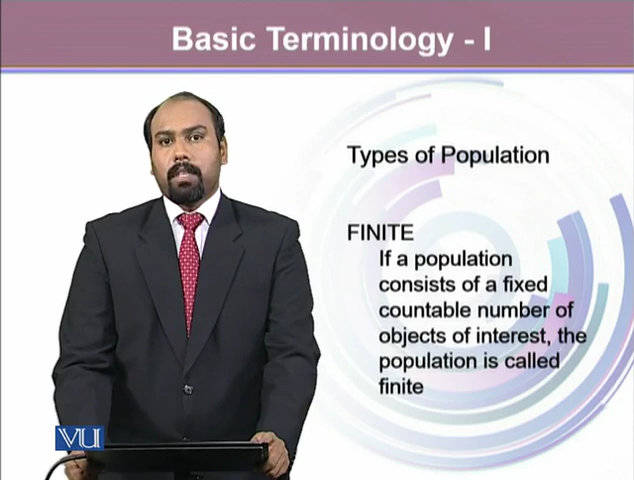 Basic Terminology - I
Types of Population
FINITE
If a population
consists of a fixed
countable number of
objects of interest, the
population is called
finite
VU